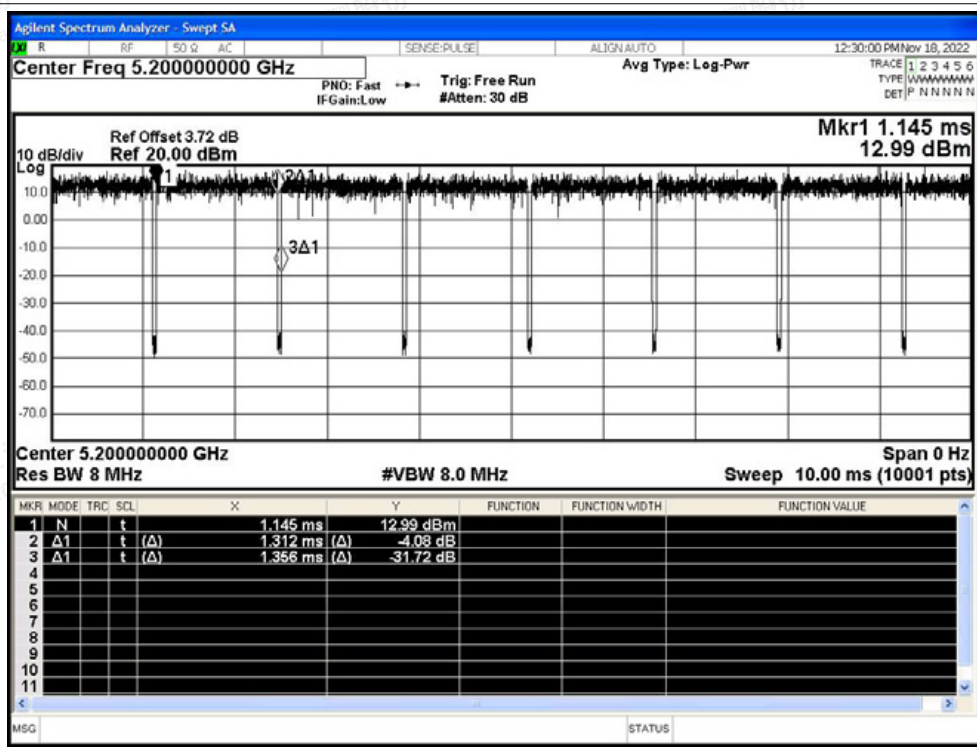 Agilent Spectrum Analyzer - Swept SA
R RF 50 Ω AC SENSE:PULSE ALIGN AUTO 12:30:00 PM Nov 18, 2022
Center Freq 5.200000000 GHz
PNO: Fast
IFGain:Low
Trig: Free Run
#Atten: 30 dB
Avg Type: Log-Pwr
TRACE 1 2 3 4 5 6
TYPE WWWWWW
DET P N N N N N
Mkr1 1.145 ms
12.99 dBm
Ref Offset 3.72 dB
10 dB/div Ref 20.00 dBm
Log
1 2Δ1
10.0
0.00
3Δ1
-10.0
-20.0
-30.0
-40.0
-50.0
-60.0
-70.0
Center 5.200000000 GHz Span 0 Hz
Res BW 8 MHz #VBW 8.0 MHz Sweep 10.00 ms (10001 pts)
MKR MODE TRC SCL X Y FUNCTION FUNCTION WIDTH FUNCTION VALUE
1 N t 1.145 ms 12.99 dBm
2 Δ1 t (Δ) 1.312 ms (Δ) -4.08 dB
3 Δ1 t (Δ) 1.356 ms (Δ) -31.72 dB
4
5
6
7
8
9
10
11
MSG STATUS